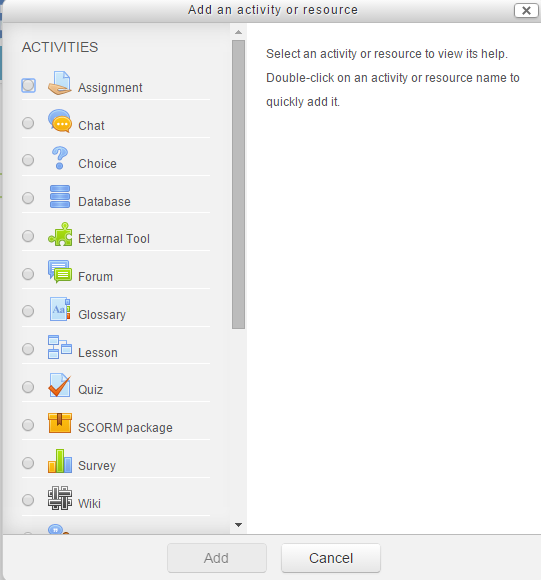 Add an activity or resource
ACTIVITIES
Assignment
Chat
Choice
Database
External Tool
Forum
Aa
Glossary
Lesson
Quiz
SCORM package
Survey
Wiki
Select an activity or resource to view its help.
Double-click on an activity or resource name to
quickly add it.
Add
Cancel